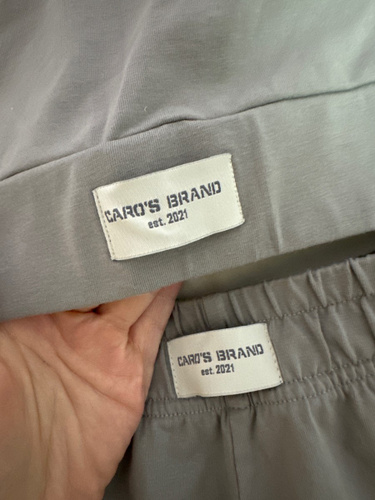 CARO'S BRAND
est. 2021
CARO'S BRAND
est. 2021